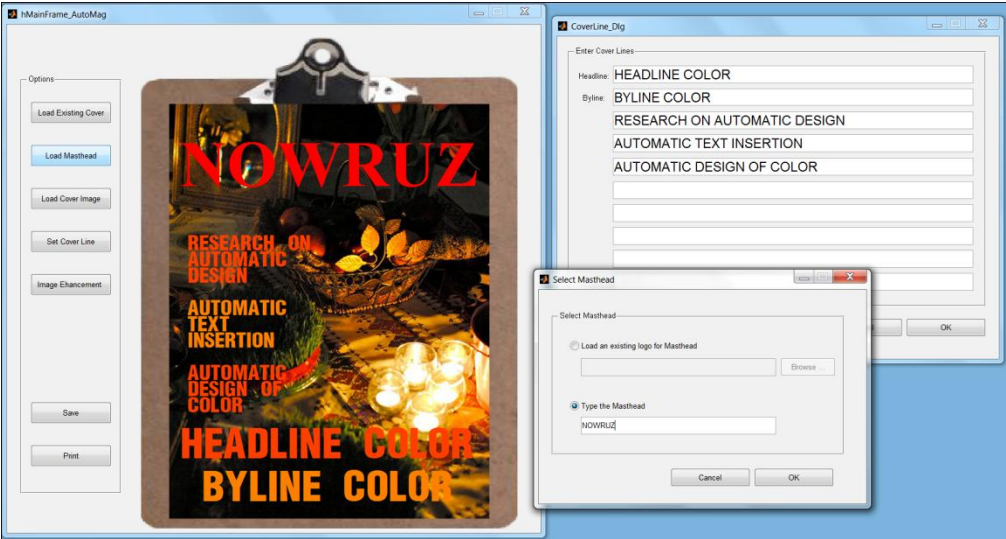 hMainFrame_AutoMag
Options
Load Existing Cover
Load Masthead
Load Cover Image
Set Cover Line
Image Ehancement
Save
Print
NOWRUZ
RESEARCH ON
AUTOMATIC
DESIGN
AUTOMATIC
TEXT
INSERTION
AUTOMATIC
DESIGN OF
COLOR
HEADLINE COLOR
BYLINE COLOR
CoverLine_Dlg
Enter Cover Lines
Headline: HEADLINE COLOR
Byline: BYLINE COLOR
RESEARCH ON AUTOMATIC DESIGN
AUTOMATIC TEXT INSERTION
AUTOMATIC DESIGN OF COLOR
OK
Select Masthead
Select Masthead
Load an existing logo for Masthead
Browse ...
Type the Masthead
NOWRUZ
Cancel
OK